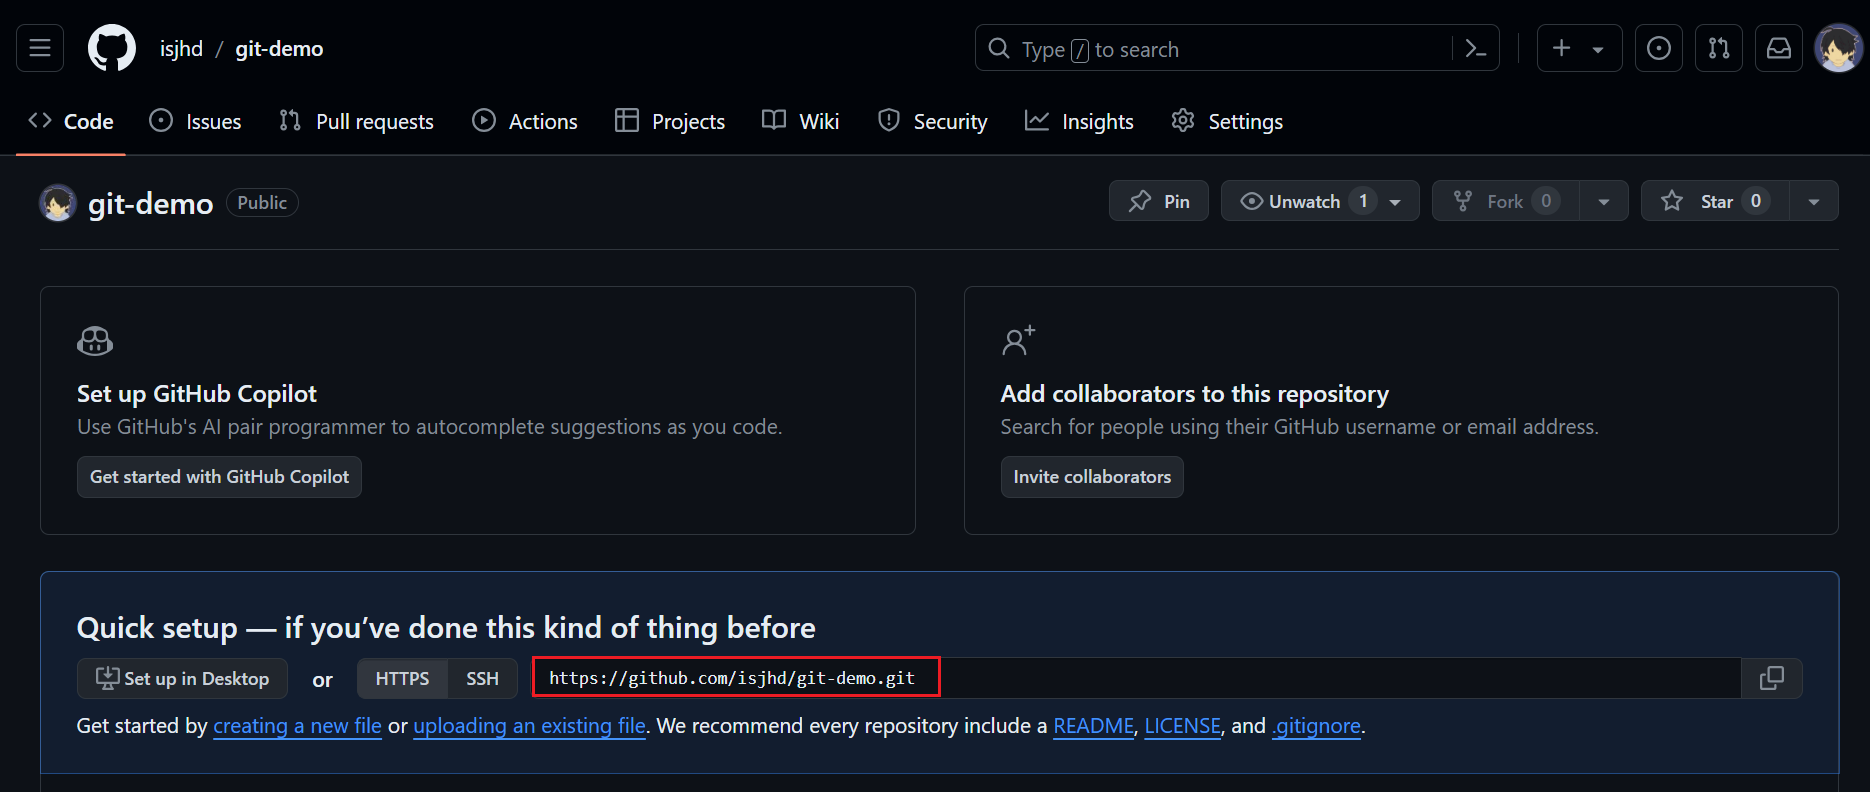 isjhd / git-demo
Type / to search
Code Issues Pull requests Actions Projects Wiki Security Insights Settings
git-demo Public
Pin Unwatch 1 Fork 0 Star 0
Set up GitHub Copilot
Use GitHub's AI pair programmer to autocomplete suggestions as you code.
Get started with GitHub Copilot
Add collaborators to this repository
Search for people using their GitHub username or email address.
Invite collaborators
Quick setup — if you’ve done this kind of thing before
Set up in Desktop or HTTPS SSH https://github.com/isjhd/git-demo.git
Get started by creating a new file or uploading an existing file. We recommend every repository include a README, LICENSE, and .gitignore.